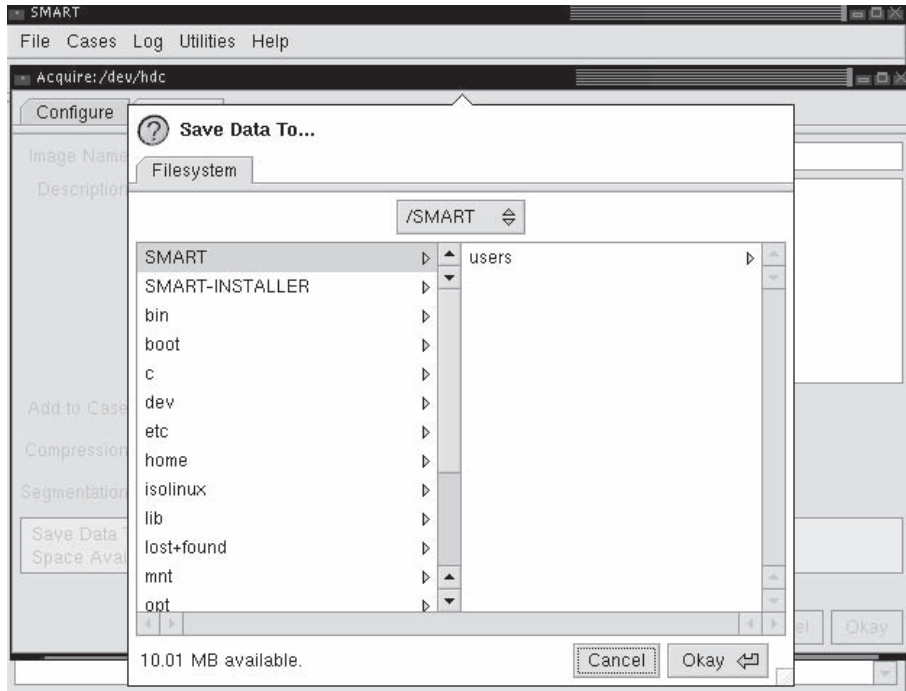 SMART
File Cases Log Utilities Help
Acquire:/dev/hdc
Configure
Save Data To...
Image Name
Filesystem
Description
/SMART
SMART
users
SMART-INSTALLER
bin
boot
c
dev
etc
Add to Case
home
Compression
isolinux
Segmentation
lib
Save Data
lost+found
Space Avai
mnt
opt
el
Okay
10.01 MB available.
Cancel
Okay